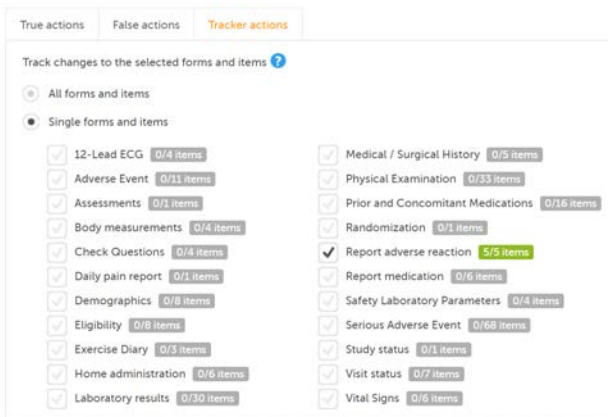 True actions False actions Tracker actions
Track changes to the selected forms and items ?
All forms and items
Single forms and items
12-Lead ECG 0/4 items
Adverse Event 0/11 items
Assessments 0/1 items
Body measurements 0/4 items
Check Questions 0/4 items
Daily pain report 0/1 items
Demographics 0/8 items
Eligibility 0/8 items
Exercise Diary 0/3 items
Home administration 0/6 items
Laboratory results 0/30 items
Medical / Surgical History 0/5 items
Physical Examination 0/33 items
Prior and Concomitant Medications 0/16 items
Randomization 0/1 items
Report adverse reaction 5/5 items
Report medication 0/6 items
Safety Laboratory Parameters 0/4 items
Serious Adverse Event 0/68 items
Study status 0/1 items
Visit status 0/7 items
Vital Signs 0/6 items